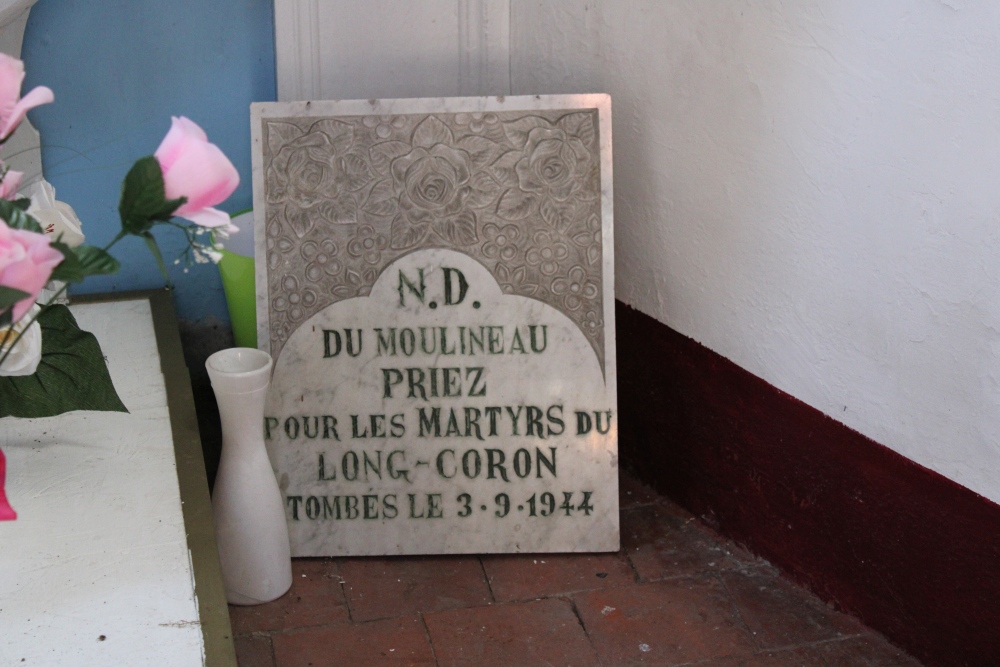 N.D.
DU MOULINEAU
PRIEZ
POUR LES MARTYRS DU
LONG-CORON
TOMBÉS LE 3·9·1944